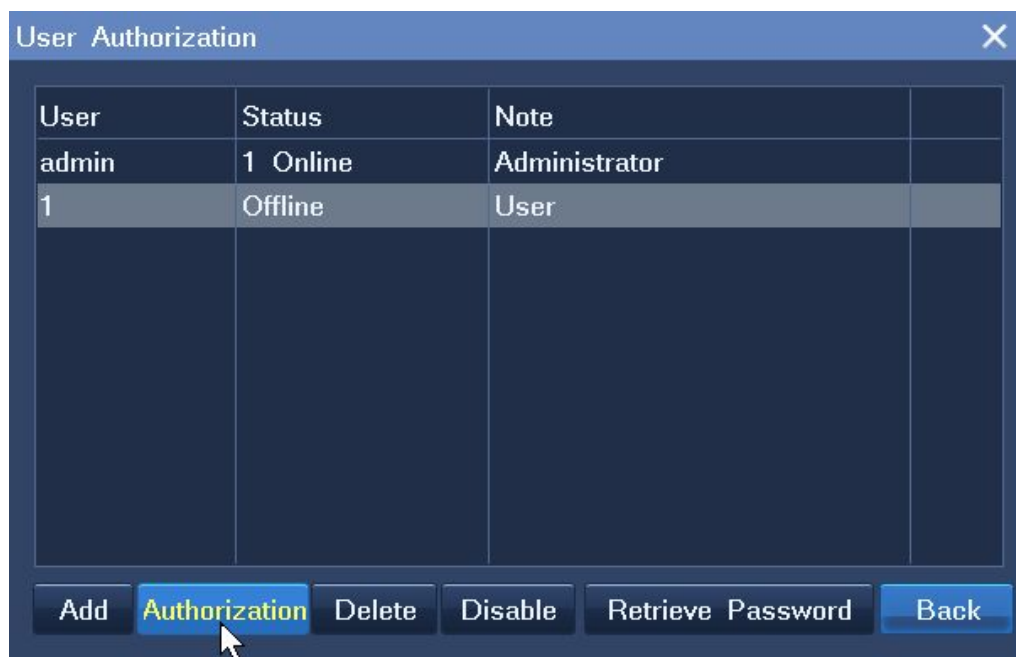 User Authorization
User Status Note
admin 1 Online Administrator
1 Offline User
Add Authorization Delete Disable Retrieve Password Back